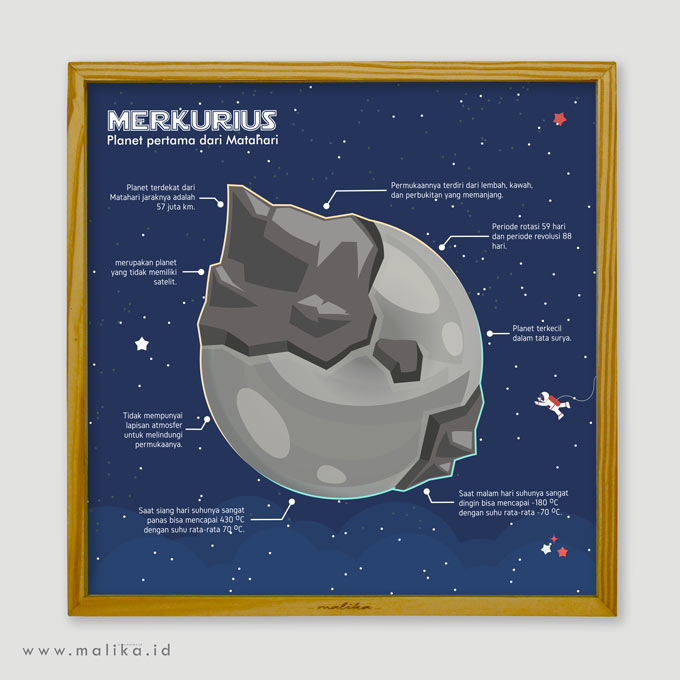 MERKURIUS
Planet pertama dari Matahari
Planet terdekat dari
Matahari jaraknya adalah
57 juta km.
Permukaannya terdiri dari lembah, kawah,
dan perbukitan yang memanjang.
Periode rotasi 59 hari
dan periode revolusi 88
hari.
merupakan planet
yang tidak memiliki
satelit.
Planet terkecil
dalam tata surya.
Tidak mempunyai
lapisan atmosfer
untuk melindungi
permukaanya.
Saat siang hari suhunya sangat
panas bisa mencapai 430 ºC
dengan suhu rata-rata 70 ºC.
Saat malam hari suhunya sangat
dingin bisa mencapai -180 ºC
dengan suhu rata-rata -70 ºC.
malika
www.malika.id